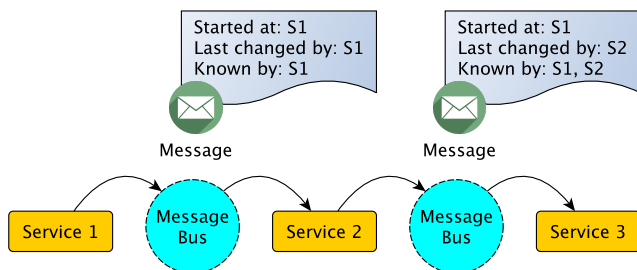 Started at: S1
Last changed by: S1
Known by: S1
Started at: S1
Last changed by: S2
Known by: S1, S2
Message
Message
Service 1
Message
Bus
Service 2
Message
Bus
Service 3